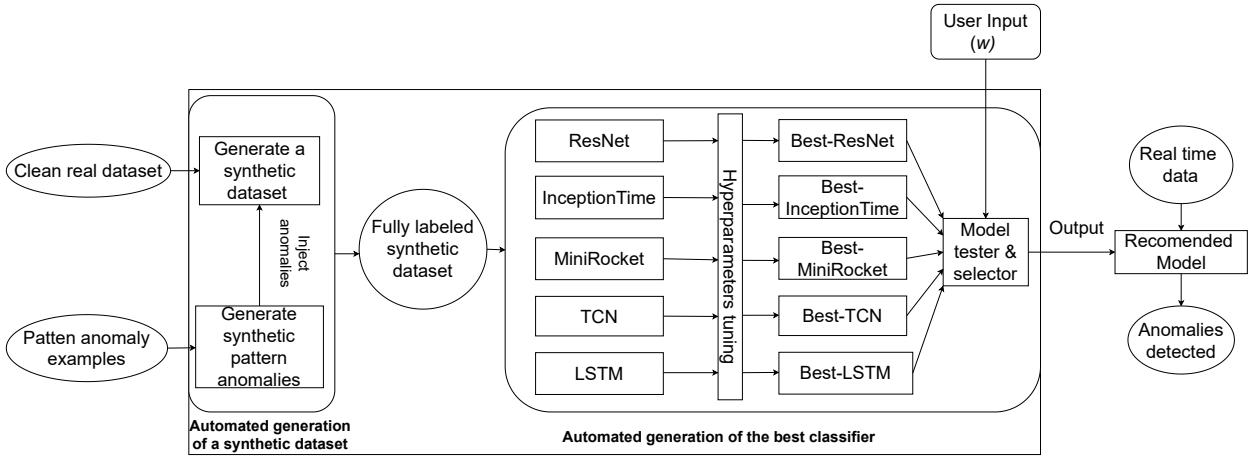 User Input
(w)
Clean real dataset
Generate a
synthetic
dataset
Inject
anomalies
Patten anomaly
examples
Generate
synthetic
pattern
anomalies
Automated generation
of a synthetic dataset
Fully labeled
synthetic
dataset
ResNet
InceptionTime
MiniRocket
TCN
LSTM
Hyperparameters tuning
Best-ResNet
Best-
InceptionTime
Best-
MiniRocket
Best-TCN
Best-LSTM
Automated generation of the best classifier
Model
tester &
selector
Output
Real time
data
Recomended
Model
Anomalies
detected